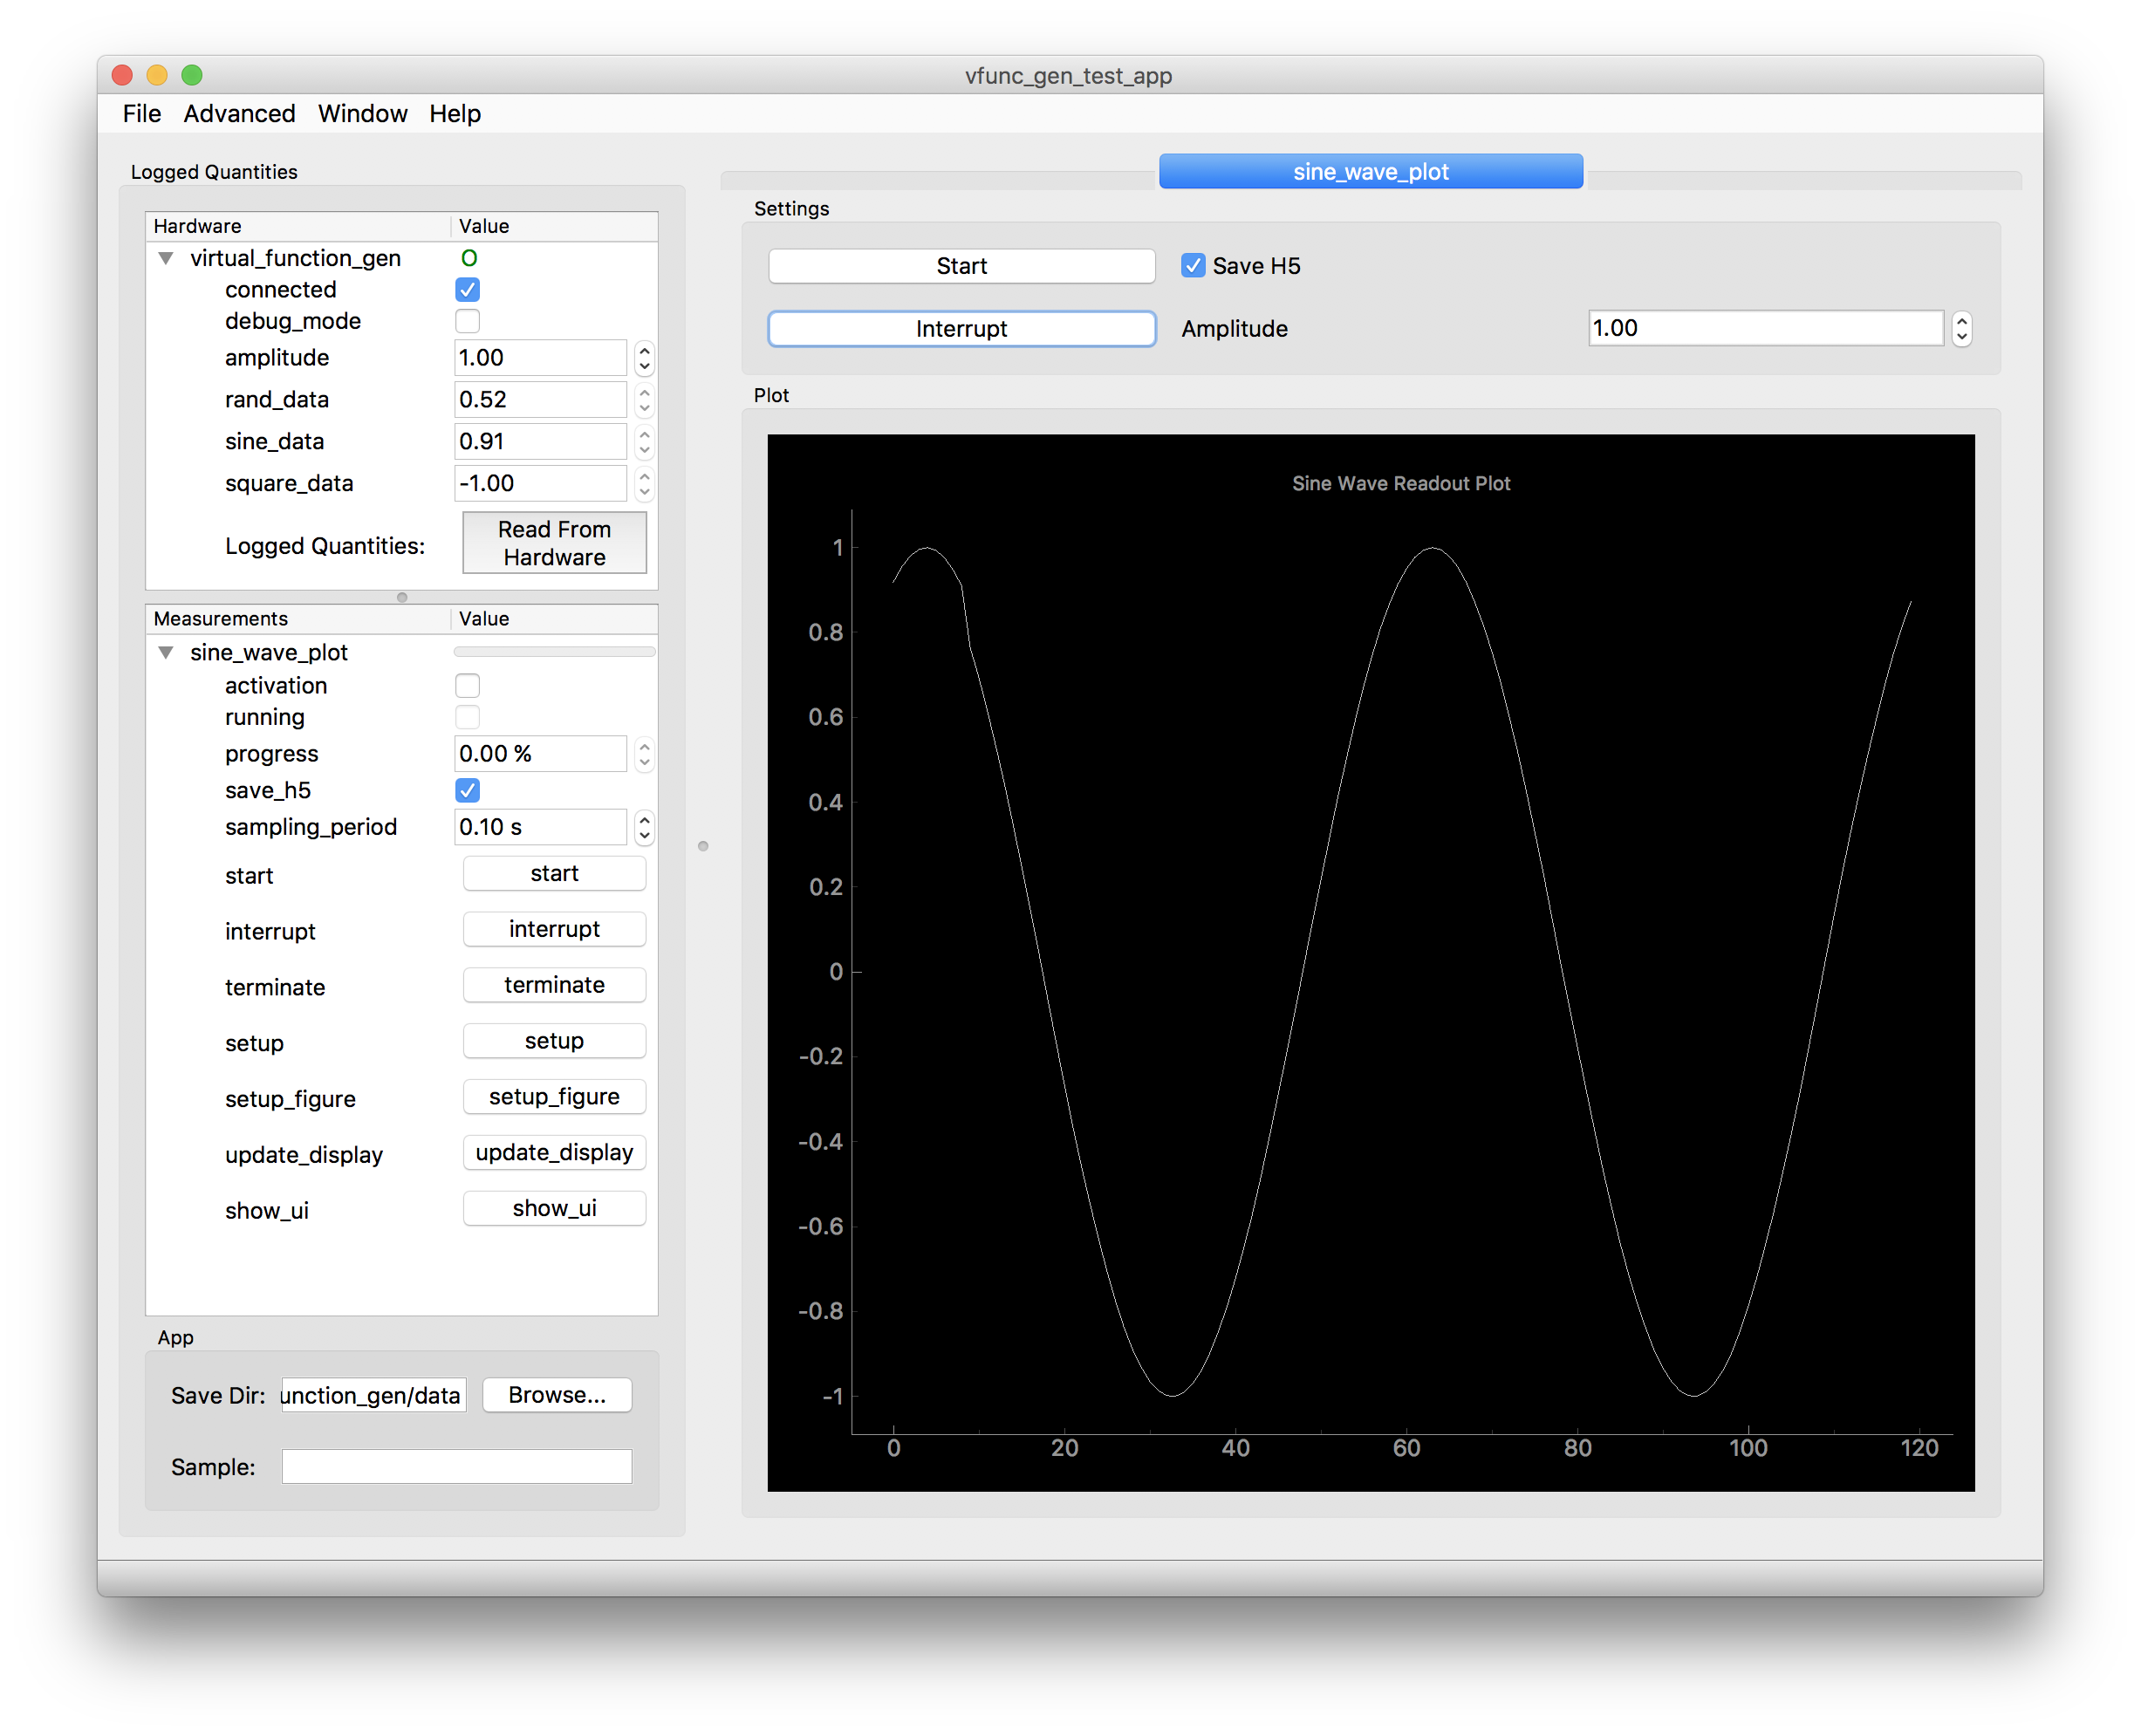 vfunc_gen_test_app
File Advanced Window Help
Logged Quantities
Hardware Value
virtual_function_gen O
connected
debug_mode
amplitude 1.00
rand_data 0.52
sine_data 0.91
square_data -1.00
Logged Quantities: Read From
Hardware
Measurements Value
sine_wave_plot
activation
running
progress 0.00 %
save_h5
sampling_period 0.10 s
start start
interrupt interrupt
terminate terminate
setup setup
setup_figure setup_figure
update_display update_display
show_ui show_ui
App
Save Dir: unction_gen/data Browse...
Sample:
sine_wave_plot
Settings
Start Save H5
Interrupt Amplitude 1.00
Plot
Sine Wave Readout Plot
1
0.8
0.6
0.4
0.2
0
-0.2
-0.4
-0.6
-0.8
-1
0 20 40 60 80 100 120